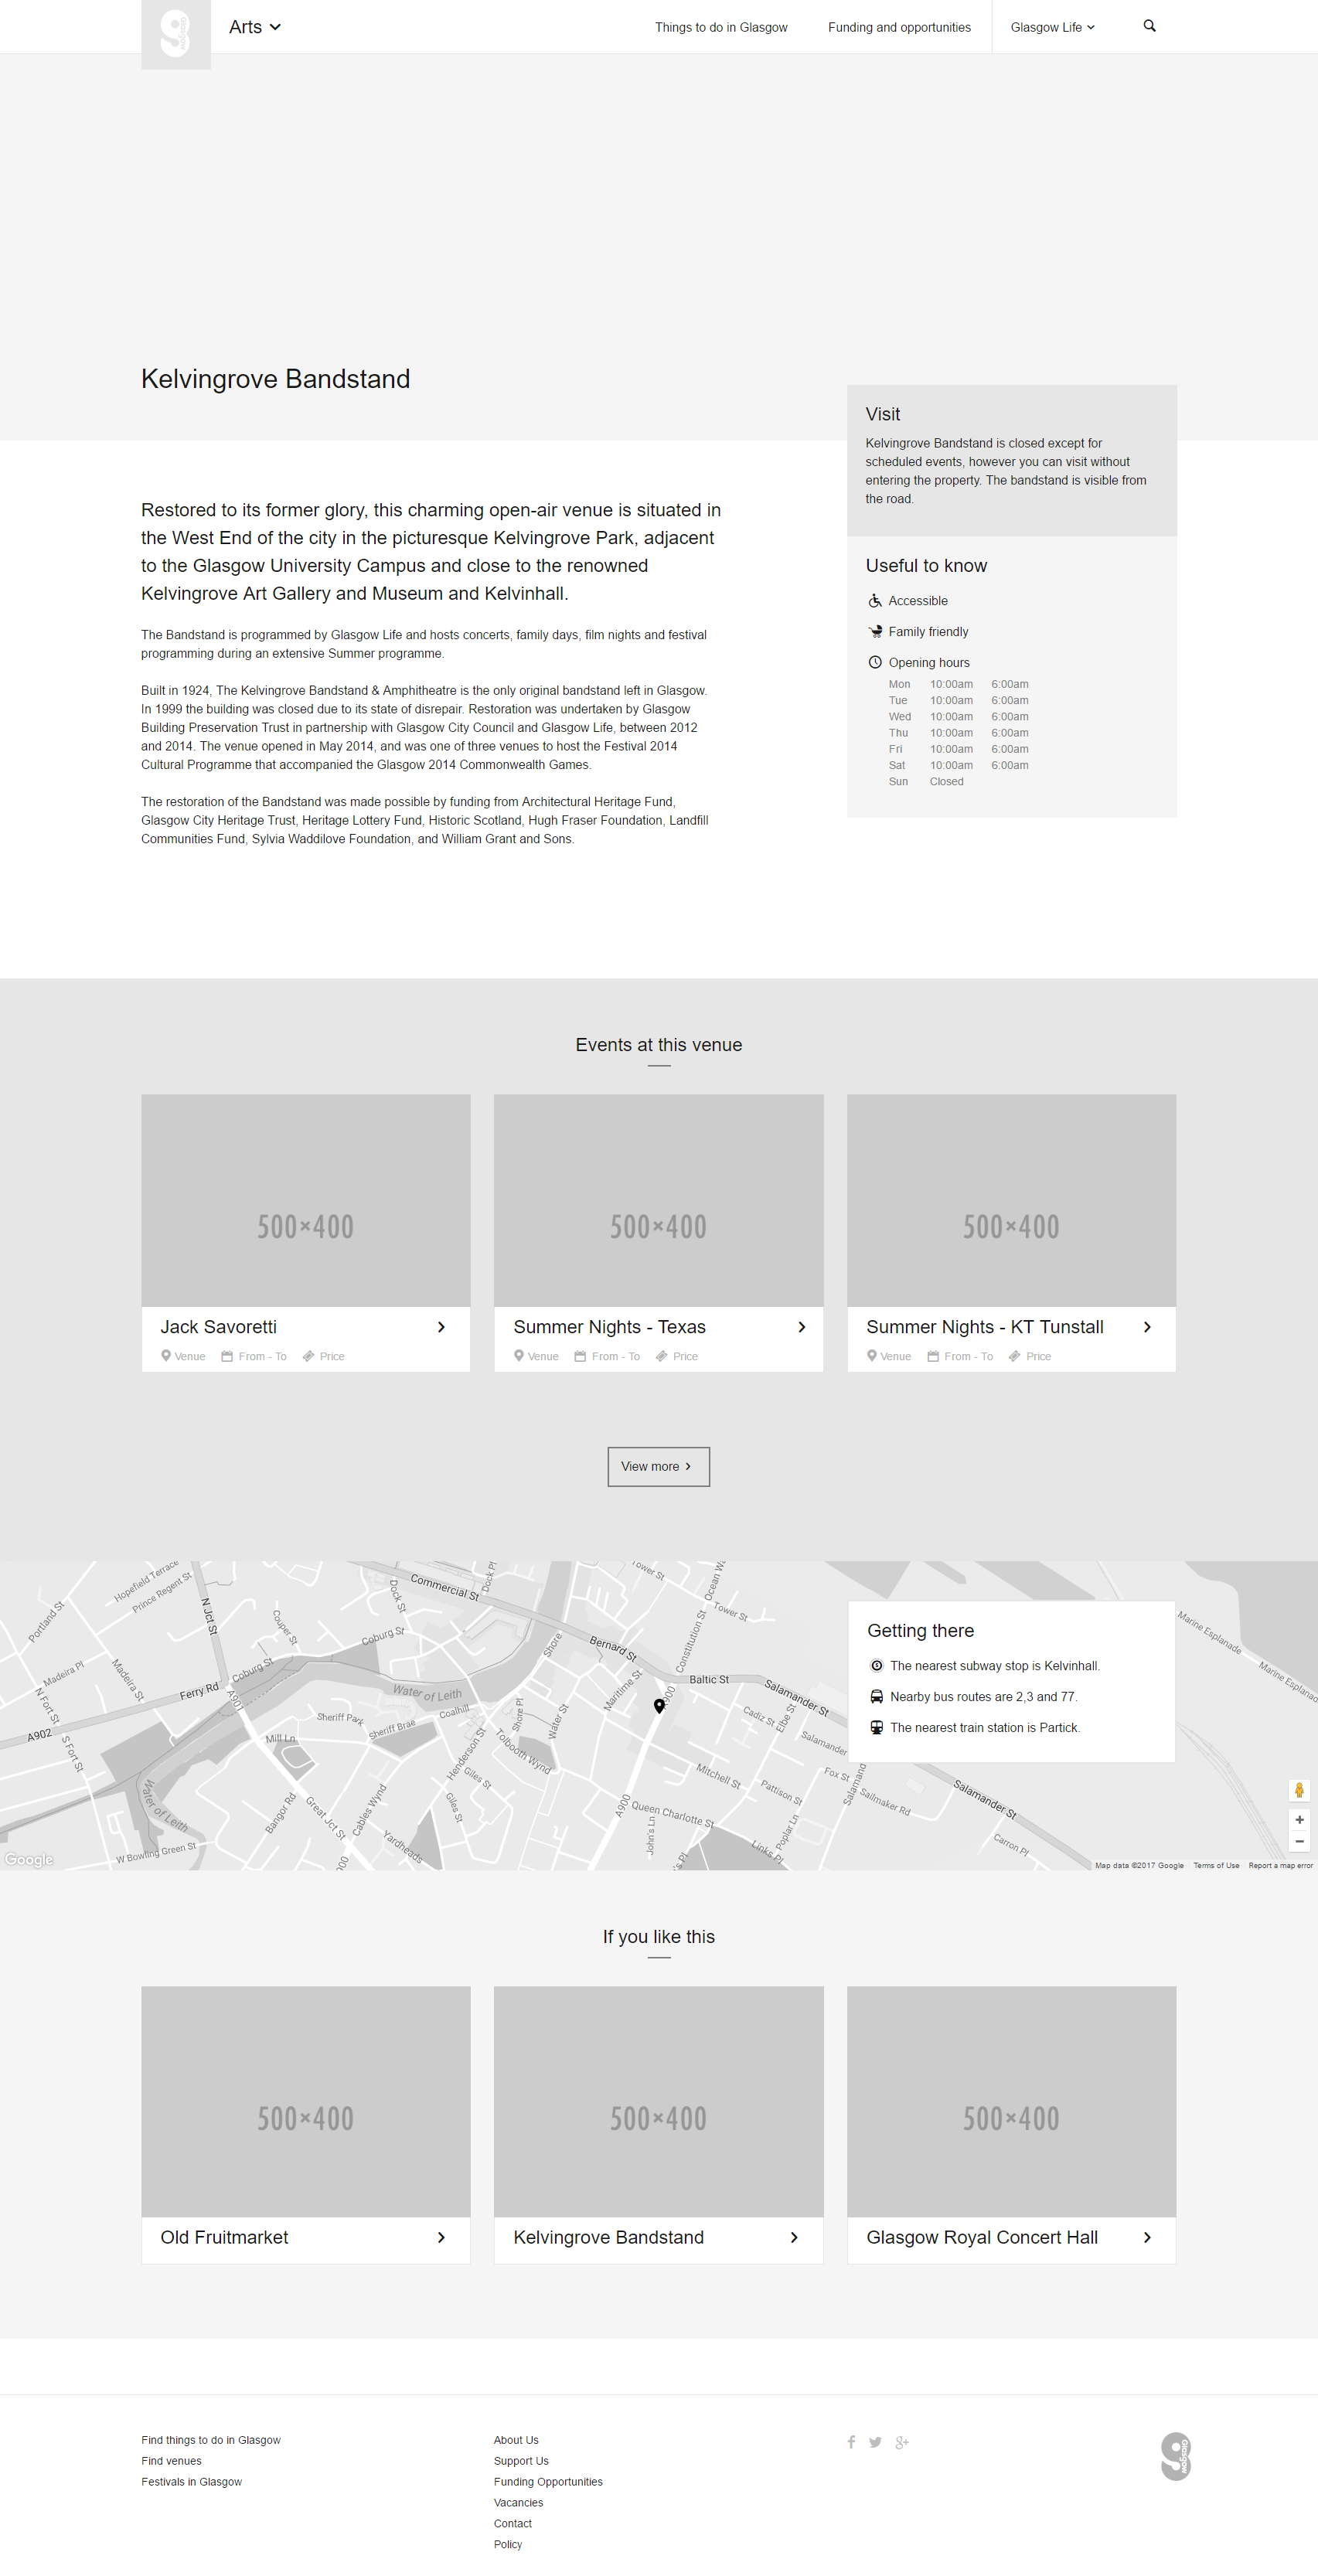 Glasgow
Arts
Things to do in Glasgow
Funding and opportunities
Glasgow Life
Kelvingrove Bandstand
Visit
Kelvingrove Bandstand is closed except for
scheduled events, however you can visit without
entering the property. The bandstand is visible from
the road.
Restored to its former glory, this charming open-air venue is situated in
the West End of the city in the picturesque Kelvingrove Park, adjacent
to the Glasgow University Campus and close to the renowned
Kelvingrove Art Gallery and Museum and Kelvinhall.
The Bandstand is programmed by Glasgow Life and hosts concerts, family days, film nights and festival
programming during an extensive Summer programme.
Built in 1924, The Kelvingrove Bandstand & Amphitheatre is the only original bandstand left in Glasgow.
In 1999 the building was closed due to its state of disrepair. Restoration was undertaken by Glasgow
Building Preservation Trust in partnership with Glasgow City Council and Glasgow Life, between 2012
and 2014. The venue opened in May 2014, and was one of three venues to host the Festival 2014
Cultural Programme that accompanied the Glasgow 2014 Commonwealth Games.
The restoration of the Bandstand was made possible by funding from Architectural Heritage Fund,
Glasgow City Heritage Trust, Heritage Lottery Fund, Historic Scotland, Hugh Fraser Foundation, Landfill
Communities Fund, Sylvia Waddilove Foundation, and William Grant and Sons.
Useful to know
Accessible
Family friendly
Opening hours
Mon 10:00am 6:00am
Tue 10:00am 6:00am
Wed 10:00am 6:00am
Thu 10:00am 6:00am
Fri 10:00am 6:00am
Sat 10:00am 6:00am
Sun Closed
Events at this venue
500×400
500×400
500×400
Jack Savoretti
Venue From - To Price
Summer Nights - Texas
Venue From - To Price
Summer Nights - KT Tunstall
Venue From - To Price
View more
Hopefield Terrace
Prince Regent St
Portland St
N Jct St
Couper St
Dock St
Commercial St
Dock Pl
Tower St
Ocean W
Tower St
Constitution St
Coburg St
Coburg St
Shore
Bernard St
Baltic St
Maritime St
Madeira Pl
Madeira St
N Fort St
S Fort St
Ferry Rd
A901
A902
Water of Leith
Sheriff Park
Sheriff Brae
Coalhill
Shore Pl
Water St
Tolbooth Wynd
Henderson St
Giles St
Giles St
Mill Ln
Water of Leith
W Bowling Green St
Bangor Rd
Great Jct St
Cables Wynd
Yardheads
A900
Queen Charlotte St
John's Ln
Mitchell St
Pattison St
Links Pl
Poplar Ln
Cadiz St
Elbe St
Salamander St
Salamander
Fox St
Salamand
Sailmaker Rd
Salamander St
Carron Pl
Marine Esplanade
Marine Esplanade
Getting there
The nearest subway stop is Kelvinhall.
Nearby bus routes are 2,3 and 77.
The nearest train station is Partick.
Google
Map data ©2017 Google
Terms of Use
Report a map error
If you like this
500×400
500×400
500×400
Old Fruitmarket
Kelvingrove Bandstand
Glasgow Royal Concert Hall
Find things to do in Glasgow
Find venues
Festivals in Glasgow
About Us
Support Us
Funding Opportunities
Vacancies
Contact
Policy
Glasgow